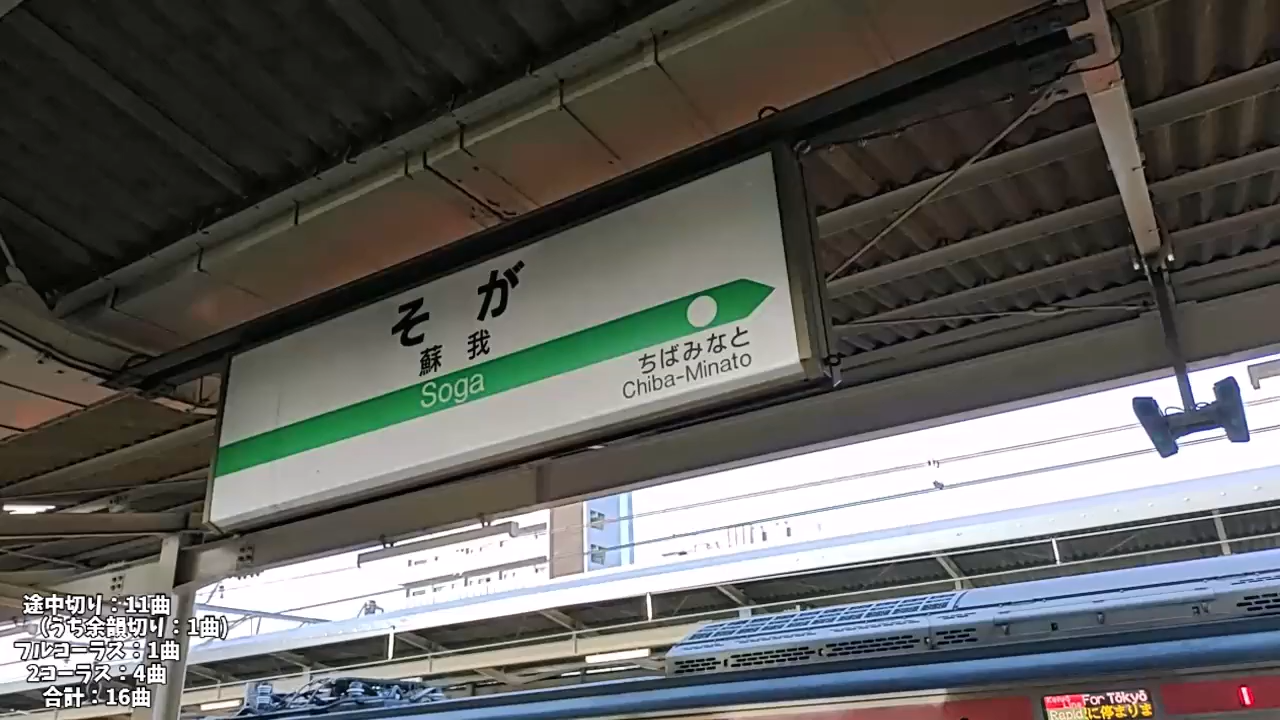 そが
蘇我
Soga
ちばみなと
Chiba-Minato
途中切り：11曲
（うち余韻切り：1曲）
フルコーラス：1曲
2コーラス：4曲
合計：16曲
For Tōkyō
Rapid に停まりま
1